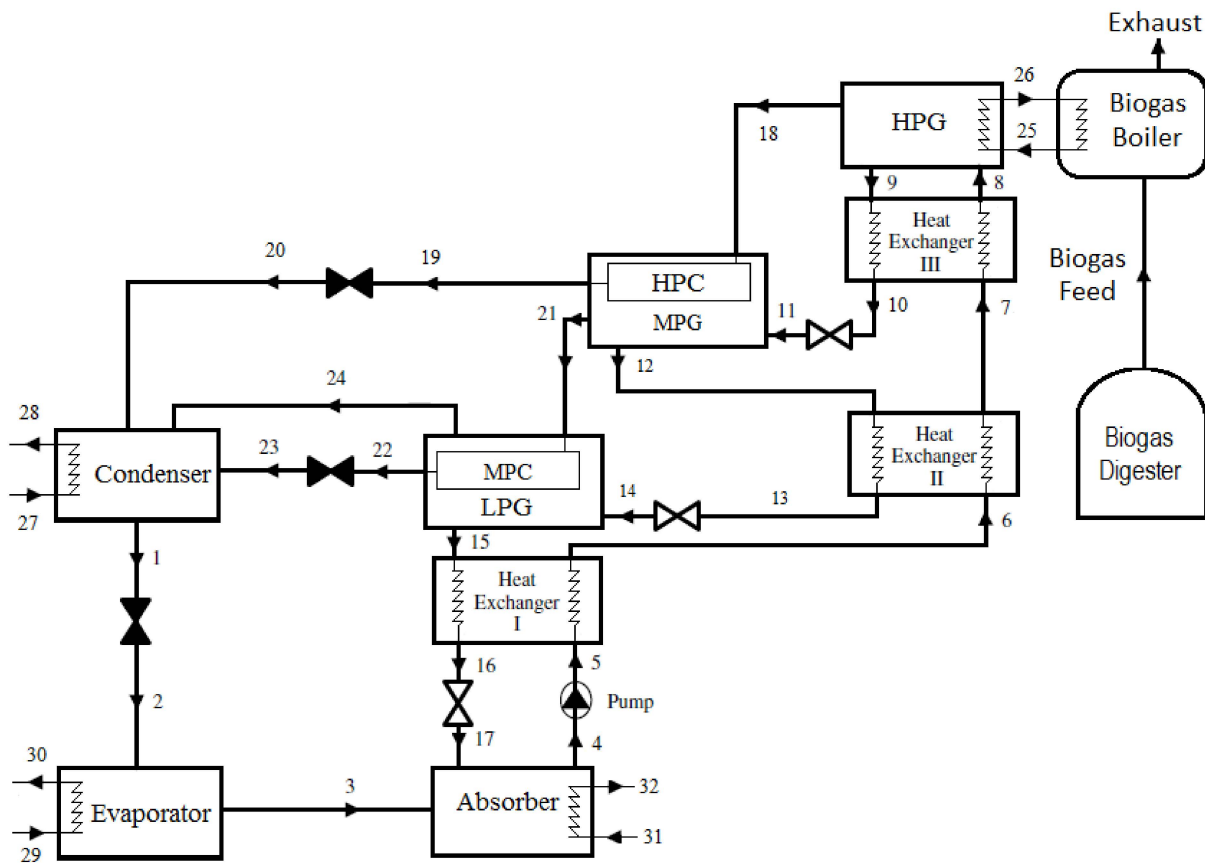 Exhaust
26
Biogas
Boiler
25
HPG
18
9
8
Heat
Exchanger
III
Biogas
Feed
20
19
HPC
MPG
21
11
10
7
12
24
28
Condenser
27
23
22
MPC
LPG
14
13
Heat
Exchanger
II
Biogas
Digester
6
15
1
Heat
Exchanger
I
16
5
Pump
2
17
4
30
Evaporator
29
3
Absorber
32
31